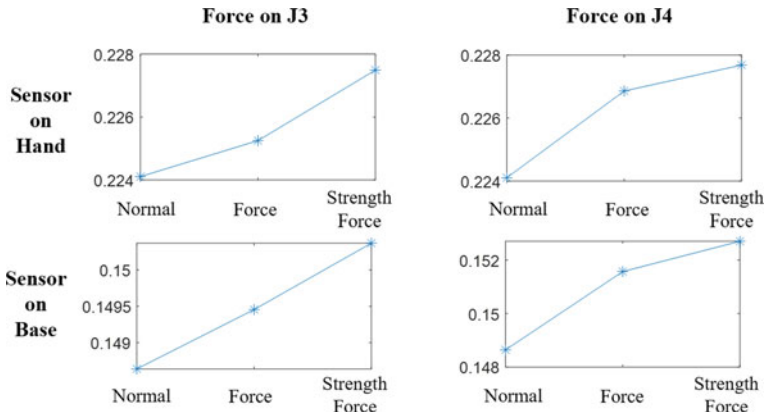 Force on J3
Force on J4
Sensor
on
Hand
0.228
0.226
0.224
Normal
Force
Strength
Force
0.228
0.226
0.224
Normal
Force
Strength
Force
Sensor
on
Base
0.15
0.1495
0.149
Normal
Force
Strength
Force
0.152
0.15
0.148
Normal
Force
Strength
Force